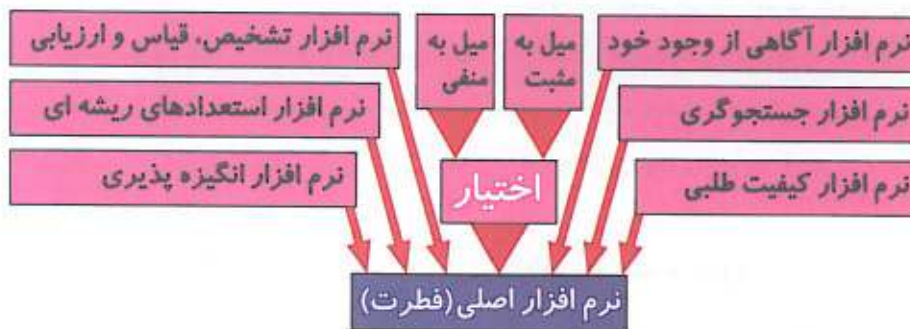 نرم افزار آگاهی از وجود خود
میل به
مثبت
میل به
منفی
نرم افزار تشخیص، قیاس و ارزیابی
نرم افزار جستجوگری
نرم افزار استعدادهای ریشه ای
نرم افزار کیفیت طلبی
اختیار
نرم افزار انگیزه پذیری
نرم افزار اصلی (فطرت)